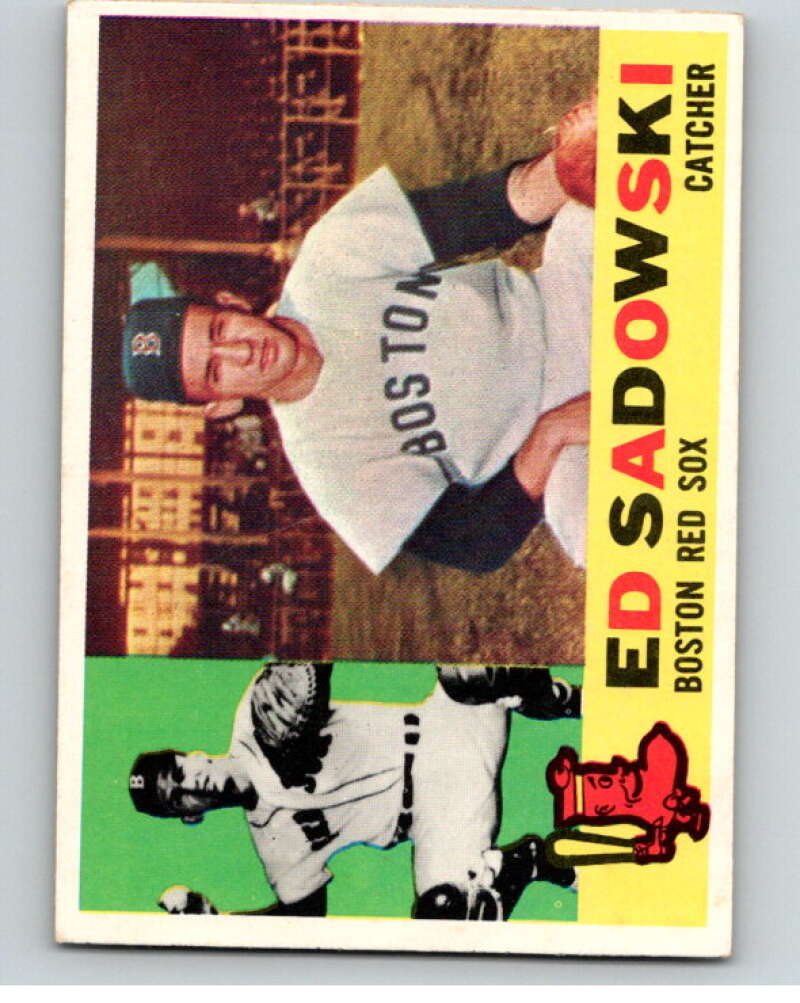 ED SADOWSKI
BOSTON RED SOX CATCHER
BOSTON
B
B